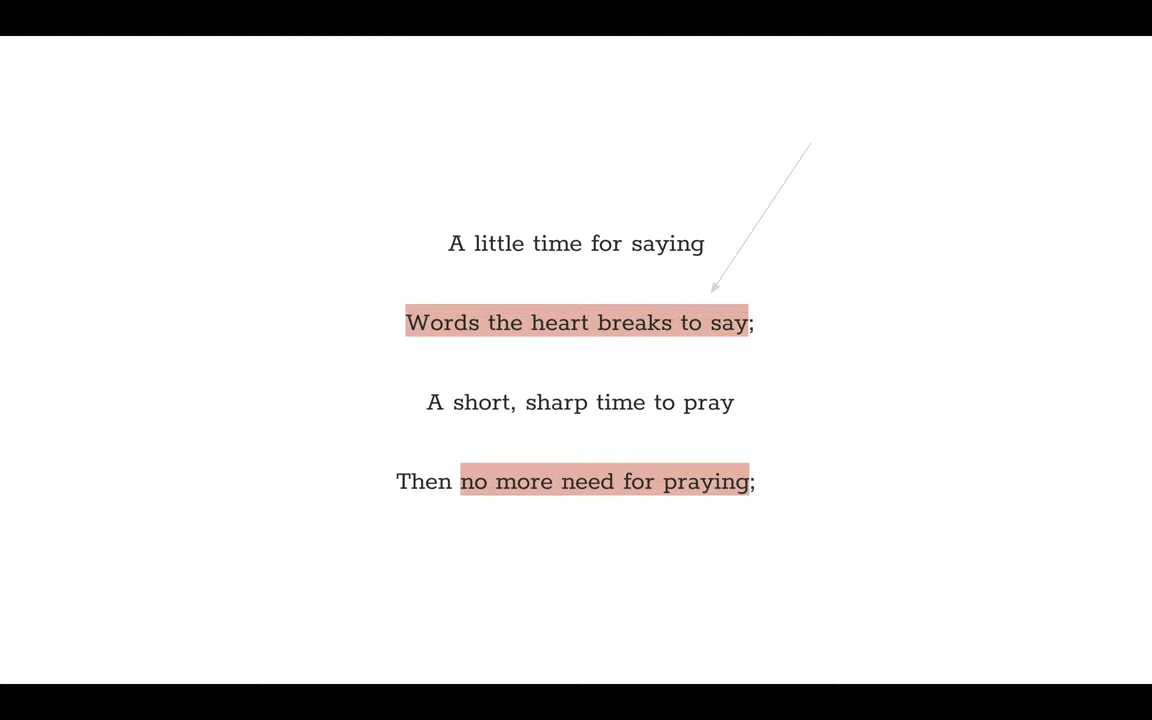 A little time for saying
Words the heart breaks to say;
A short, sharp time to pray
Then no more need for praying;